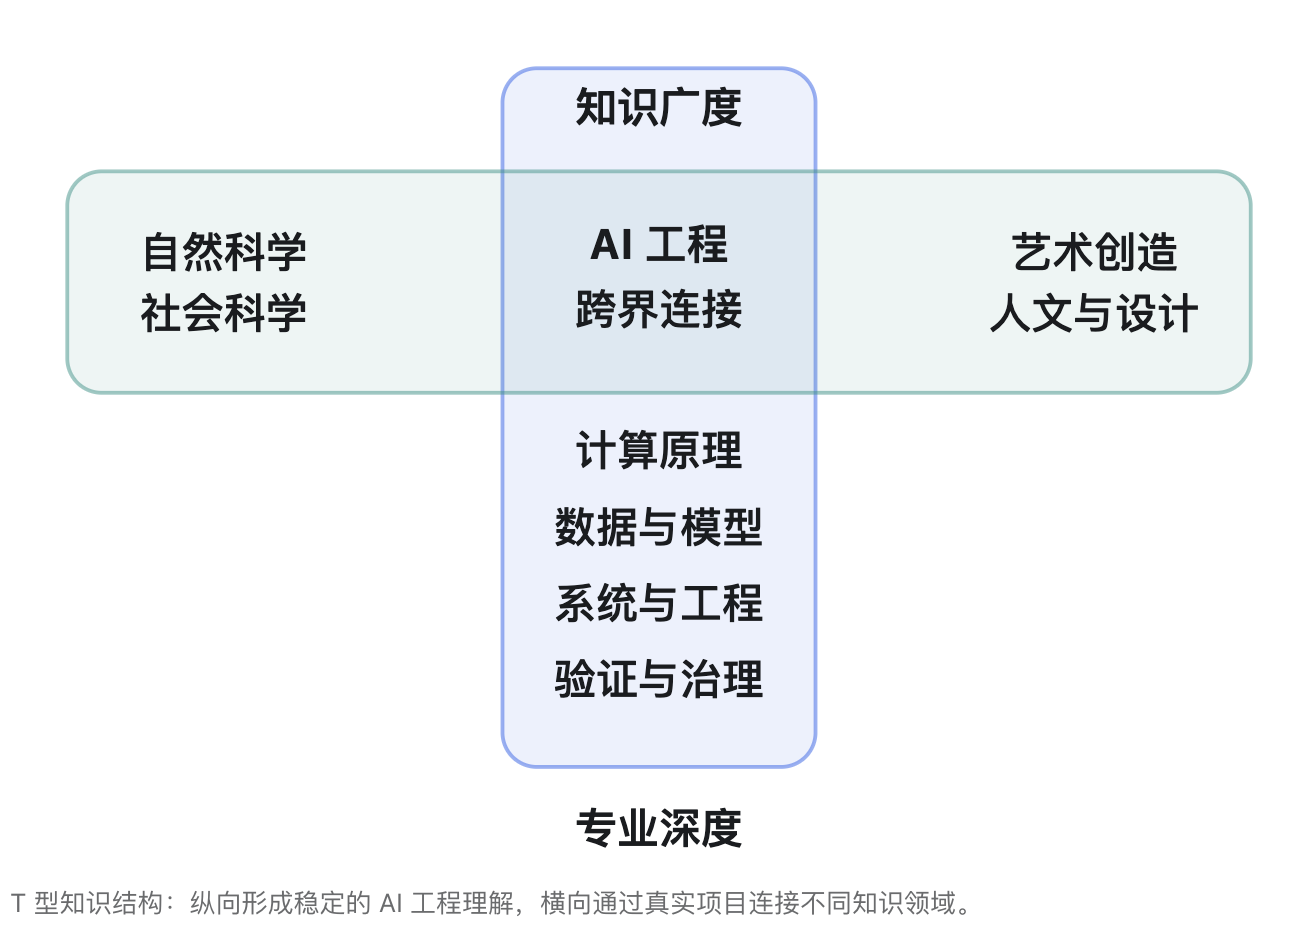 知识广度
自然科学
社会科学
AI 工程
跨界连接
艺术创造
人文与设计
计算原理
数据与模型
系统与工程
验证与治理
专业深度
T 型知识结构：纵向形成稳定的 AI 工程理解，横向通过真实项目连接不同知识领域。